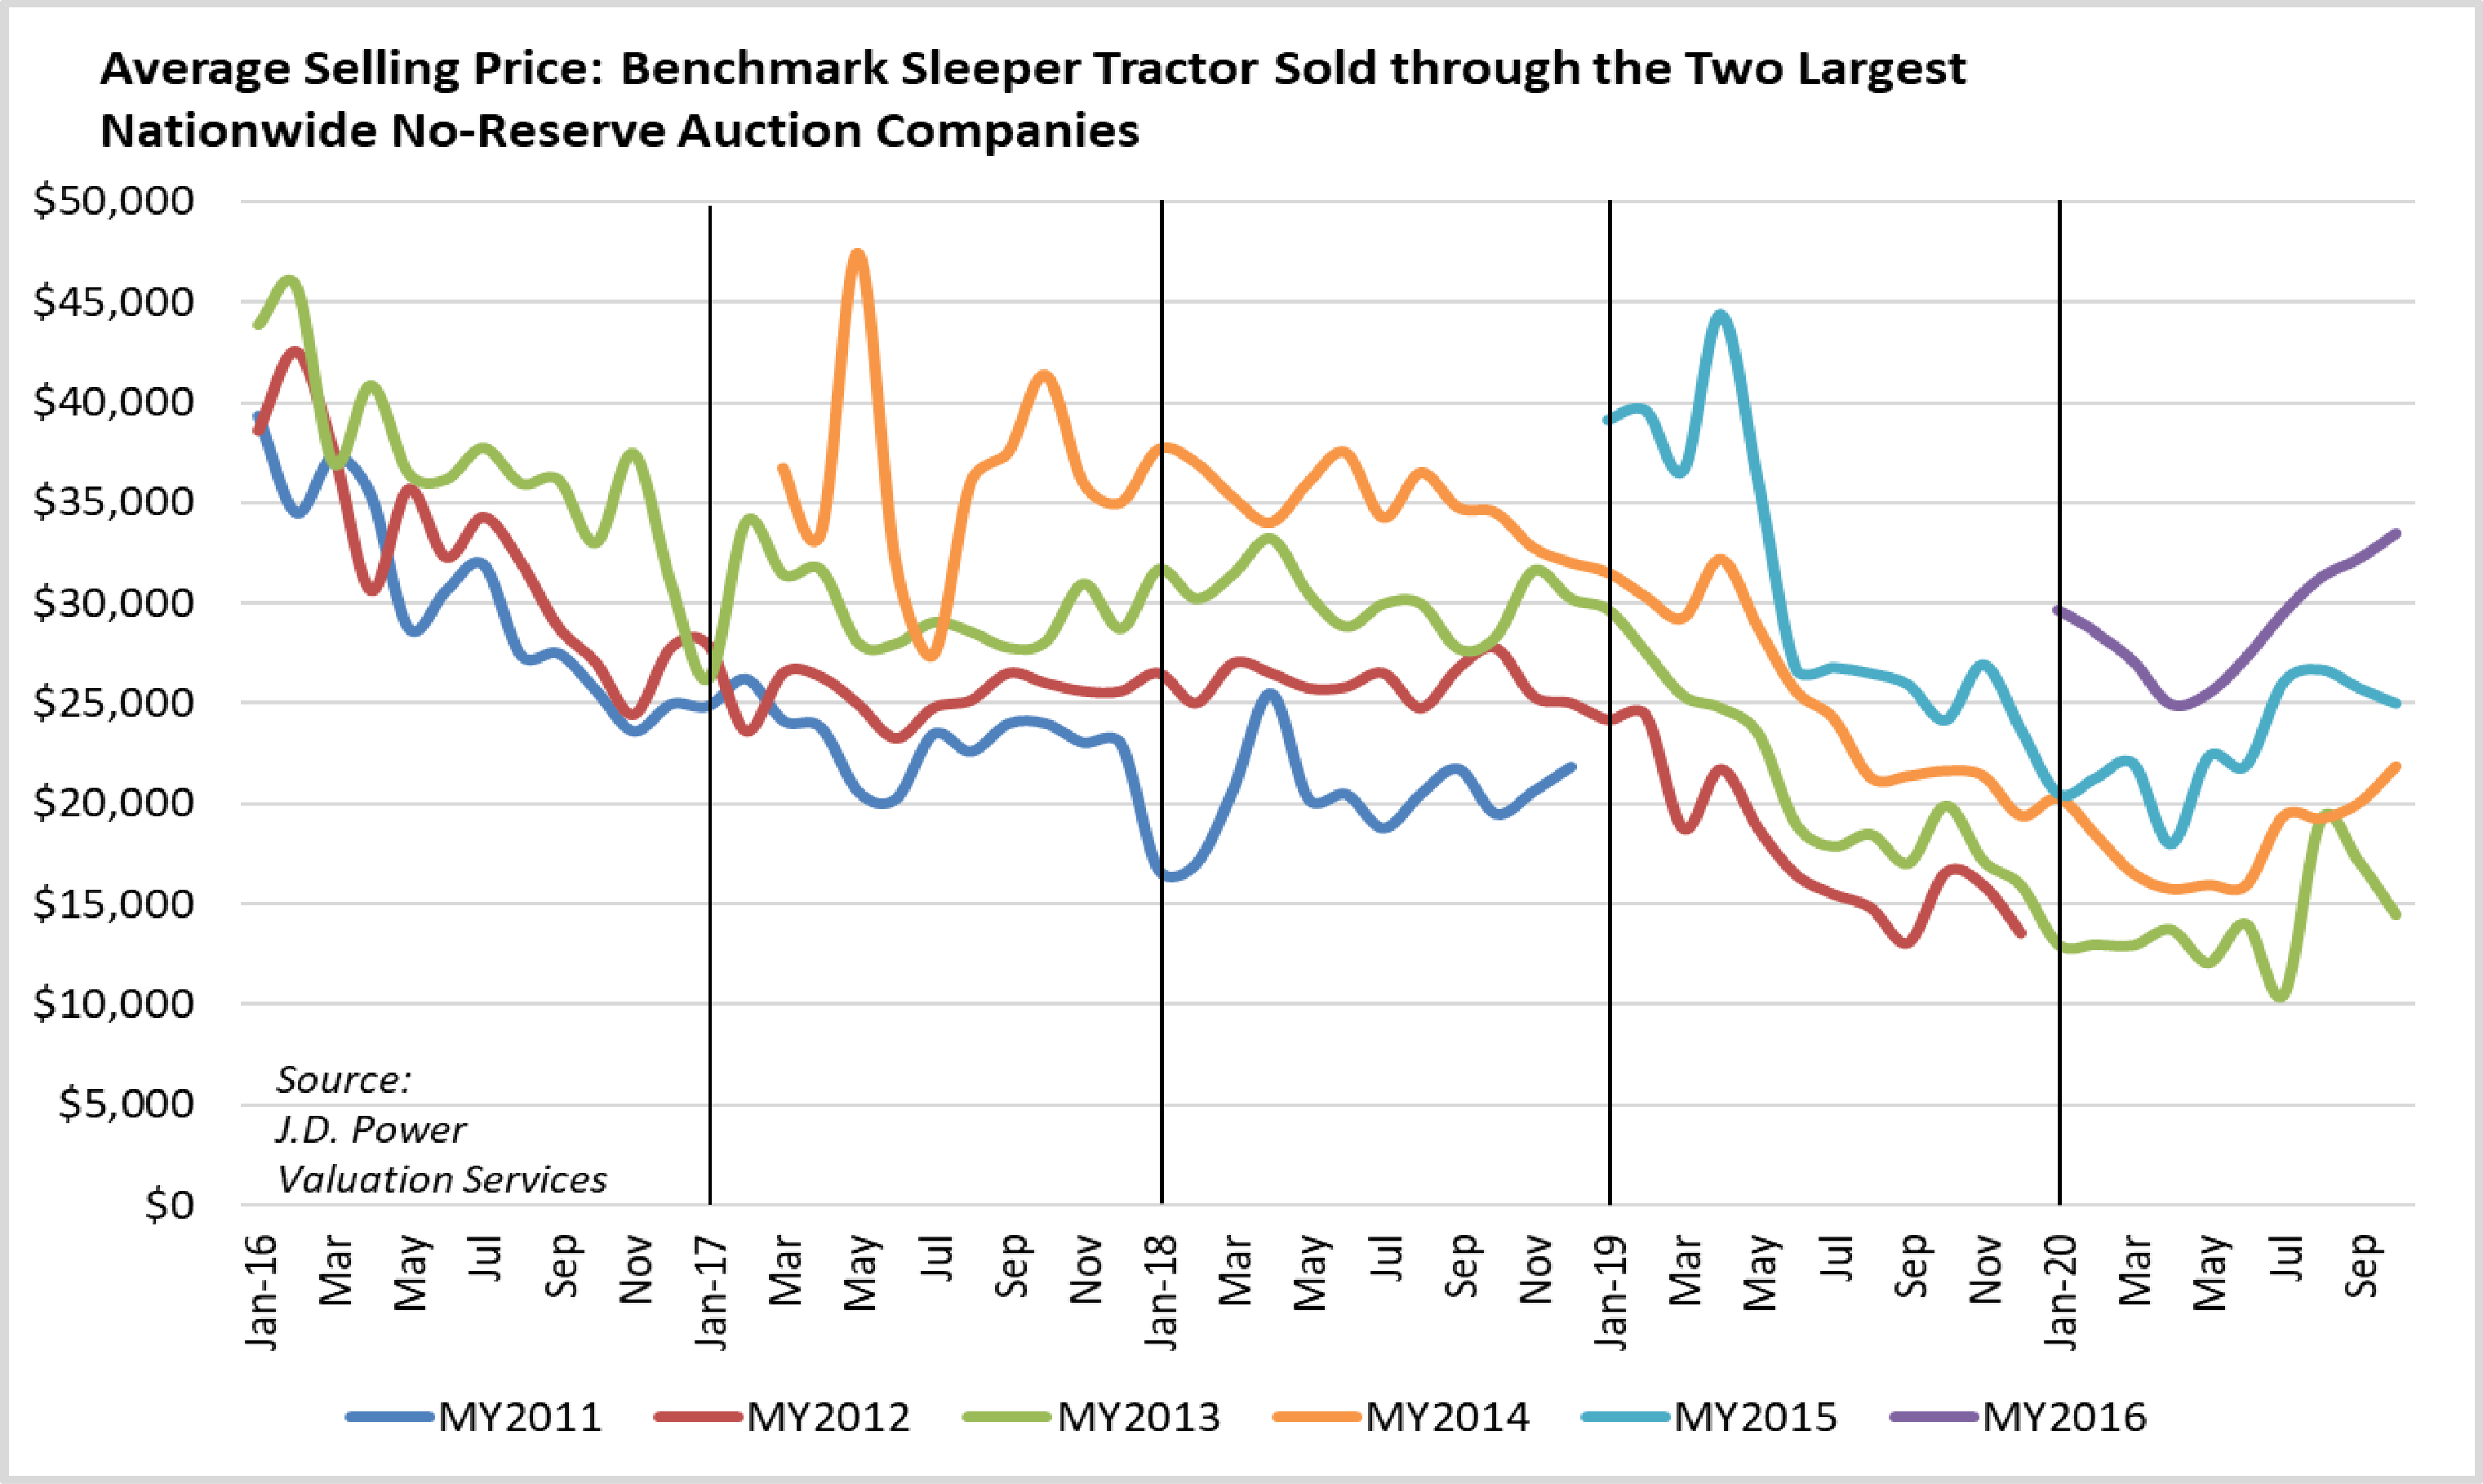 Average Selling Price: Benchmark Sleeper Tractor Sold through the Two Largest
Nationwide No-Reserve Auction Companies
$50,000
$45,000
$40,000
$35,000
$30,000
$25,000
$20,000
$15,000
$10,000
$5,000
$0
Source:
J.D. Power
Valuation Services
Jan-16
Mar
May
Jul
Sep
Nov
Jan-17
Mar
May
Jul
Sep
Nov
Jan-18
Mar
May
Jul
Sep
Nov
Jan-19
Mar
May
Jul
Sep
Nov
Jan-20
Mar
May
Jul
Sep
MY2011 MY2012 MY2013 MY2014 MY2015 MY2016